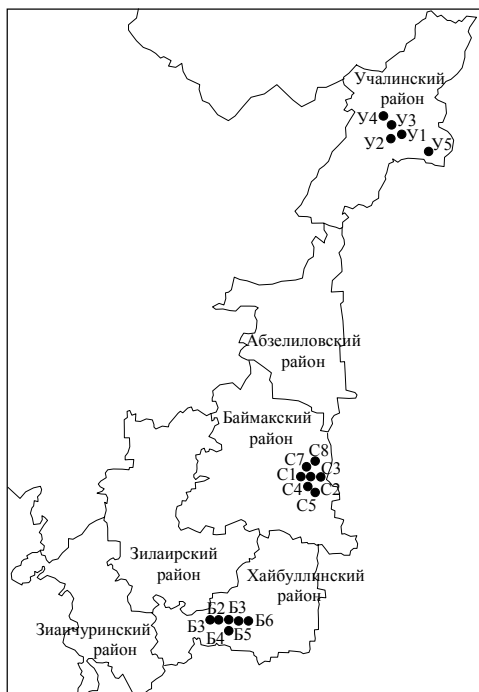 Учалинский
район
У4
У3
У2
У1
У5
Абзелиловский
район
Баймакский
район
С8
С7
С1
С3
С4
С2
С5
Зилаирский
район
Хайбуллинский
район
Б2
Б3
Б3
Б6
Б4
Б5
Зианчуринский
район